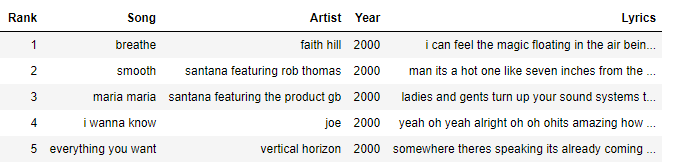 Rank Song Artist Year Lyrics
1 breathe faith hill 2000 i can feel the magic floating in the air bein...
2 smooth santana featuring rob thomas 2000 man its a hot one like seven inches from the ...
3 maria maria santana featuring the product gb 2000 ladies and gents turn up your sound systems t...
4 i wanna know joe 2000 yeah oh yeah alright oh oh ohits amazing how ...
5 everything you want vertical horizon 2000 somewhere theres speaking its already coming ...